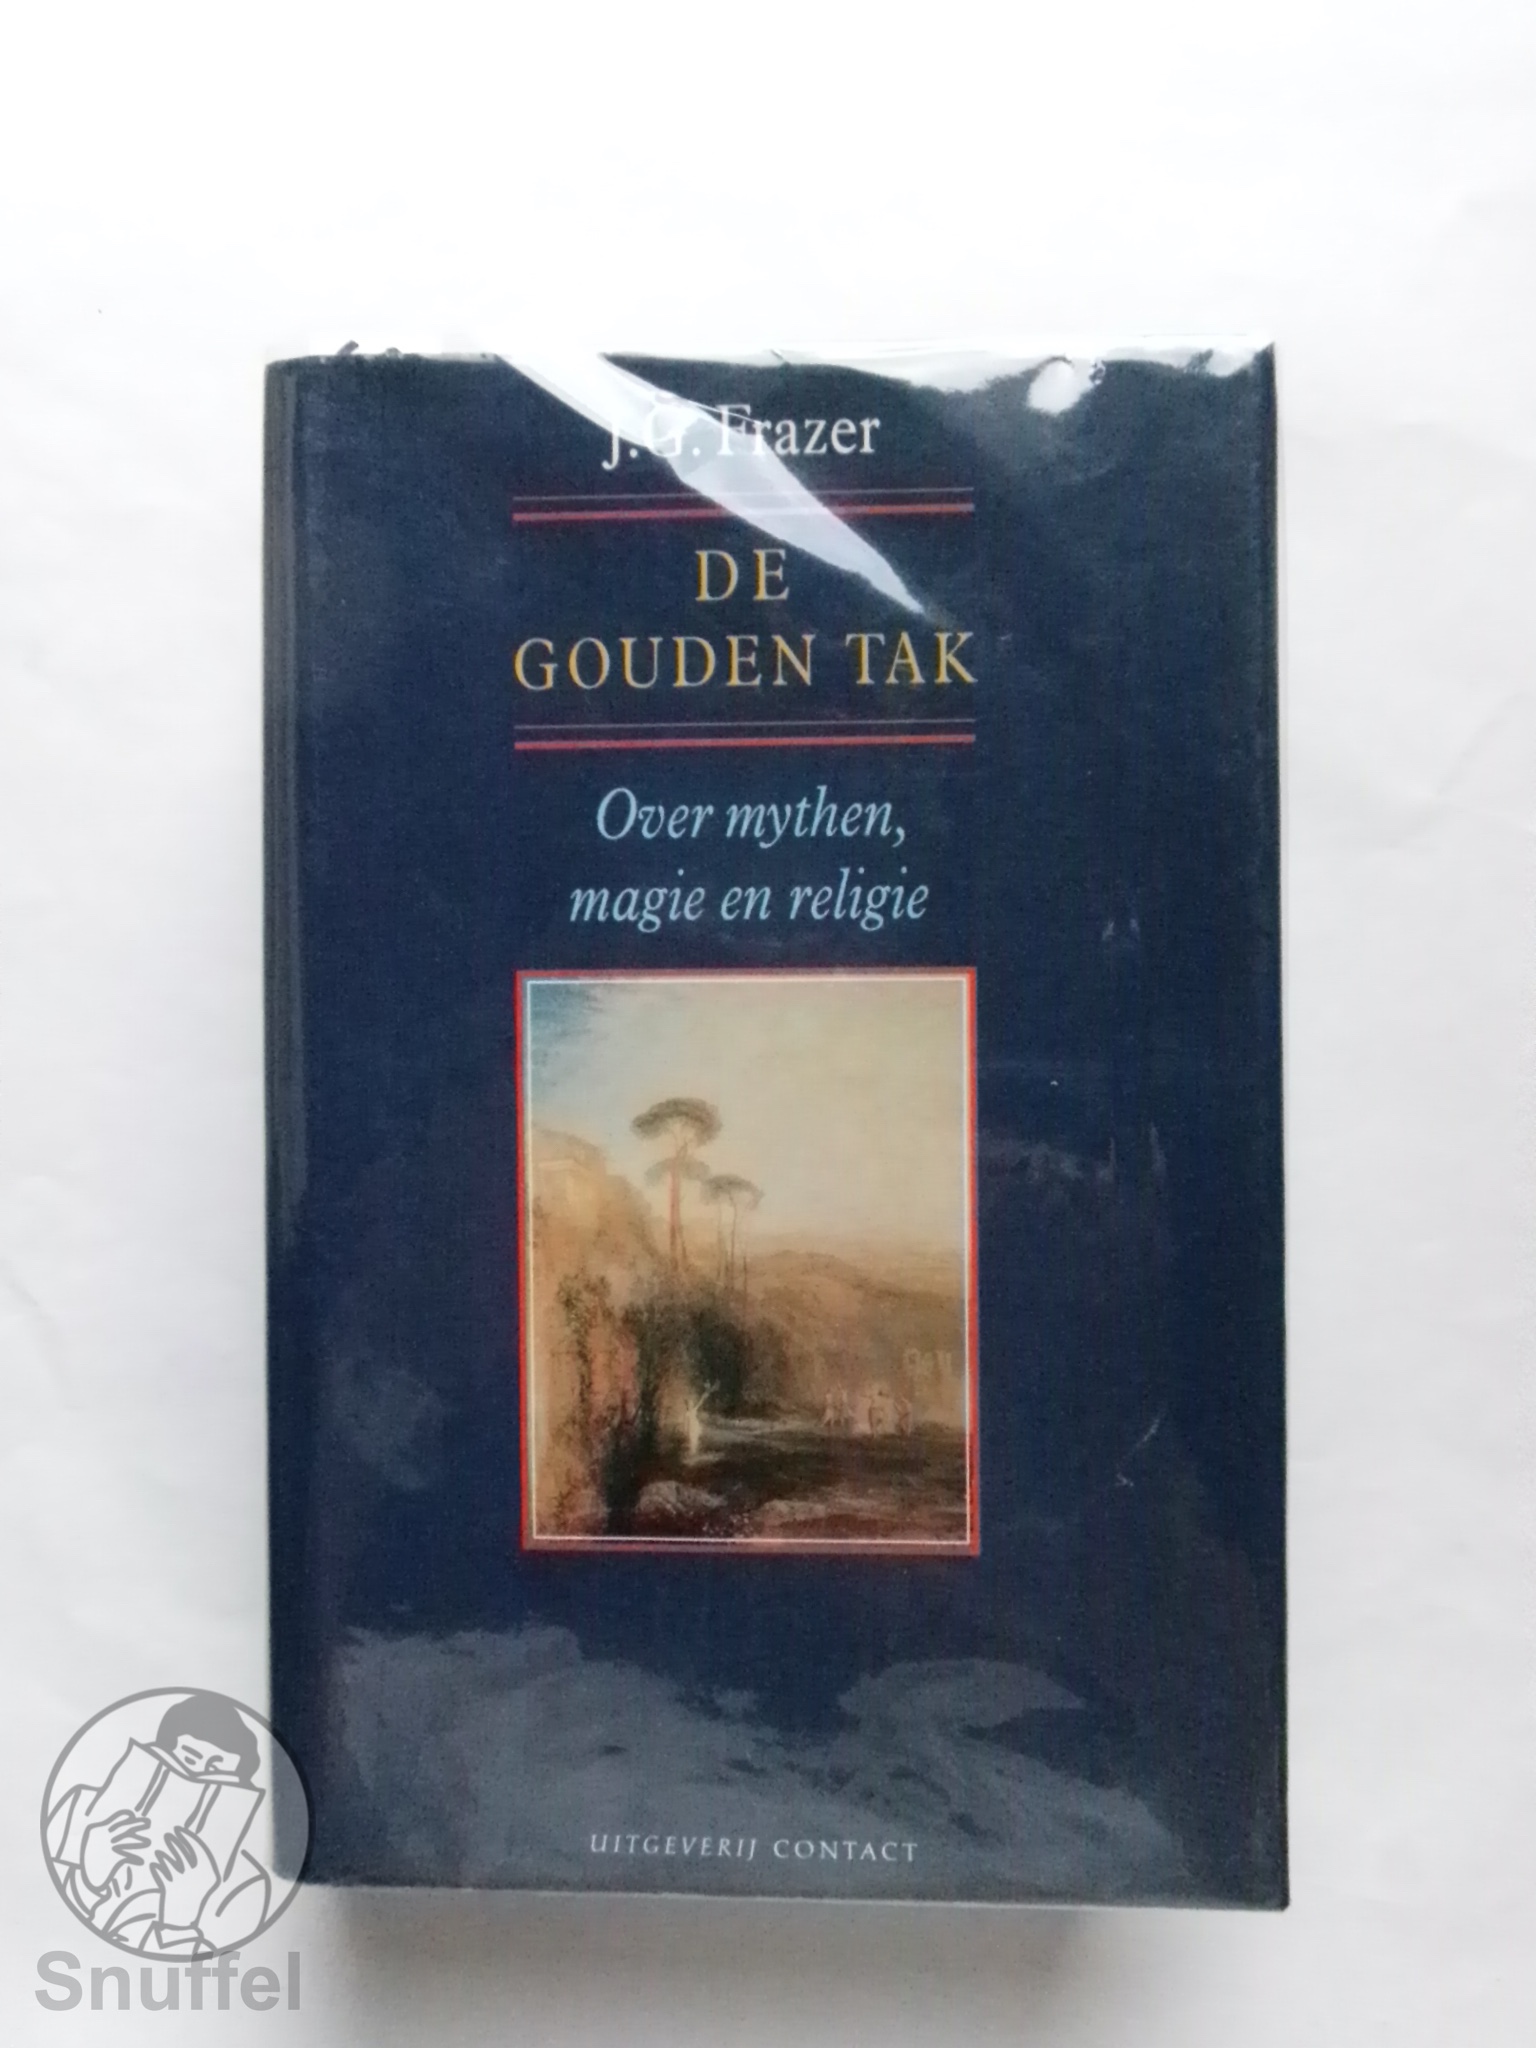 J.G. Frazer
DE
GOUDEN TAK
Over mythen,
magie en religie
UITGEVERIJ CONTACT
Snuffel